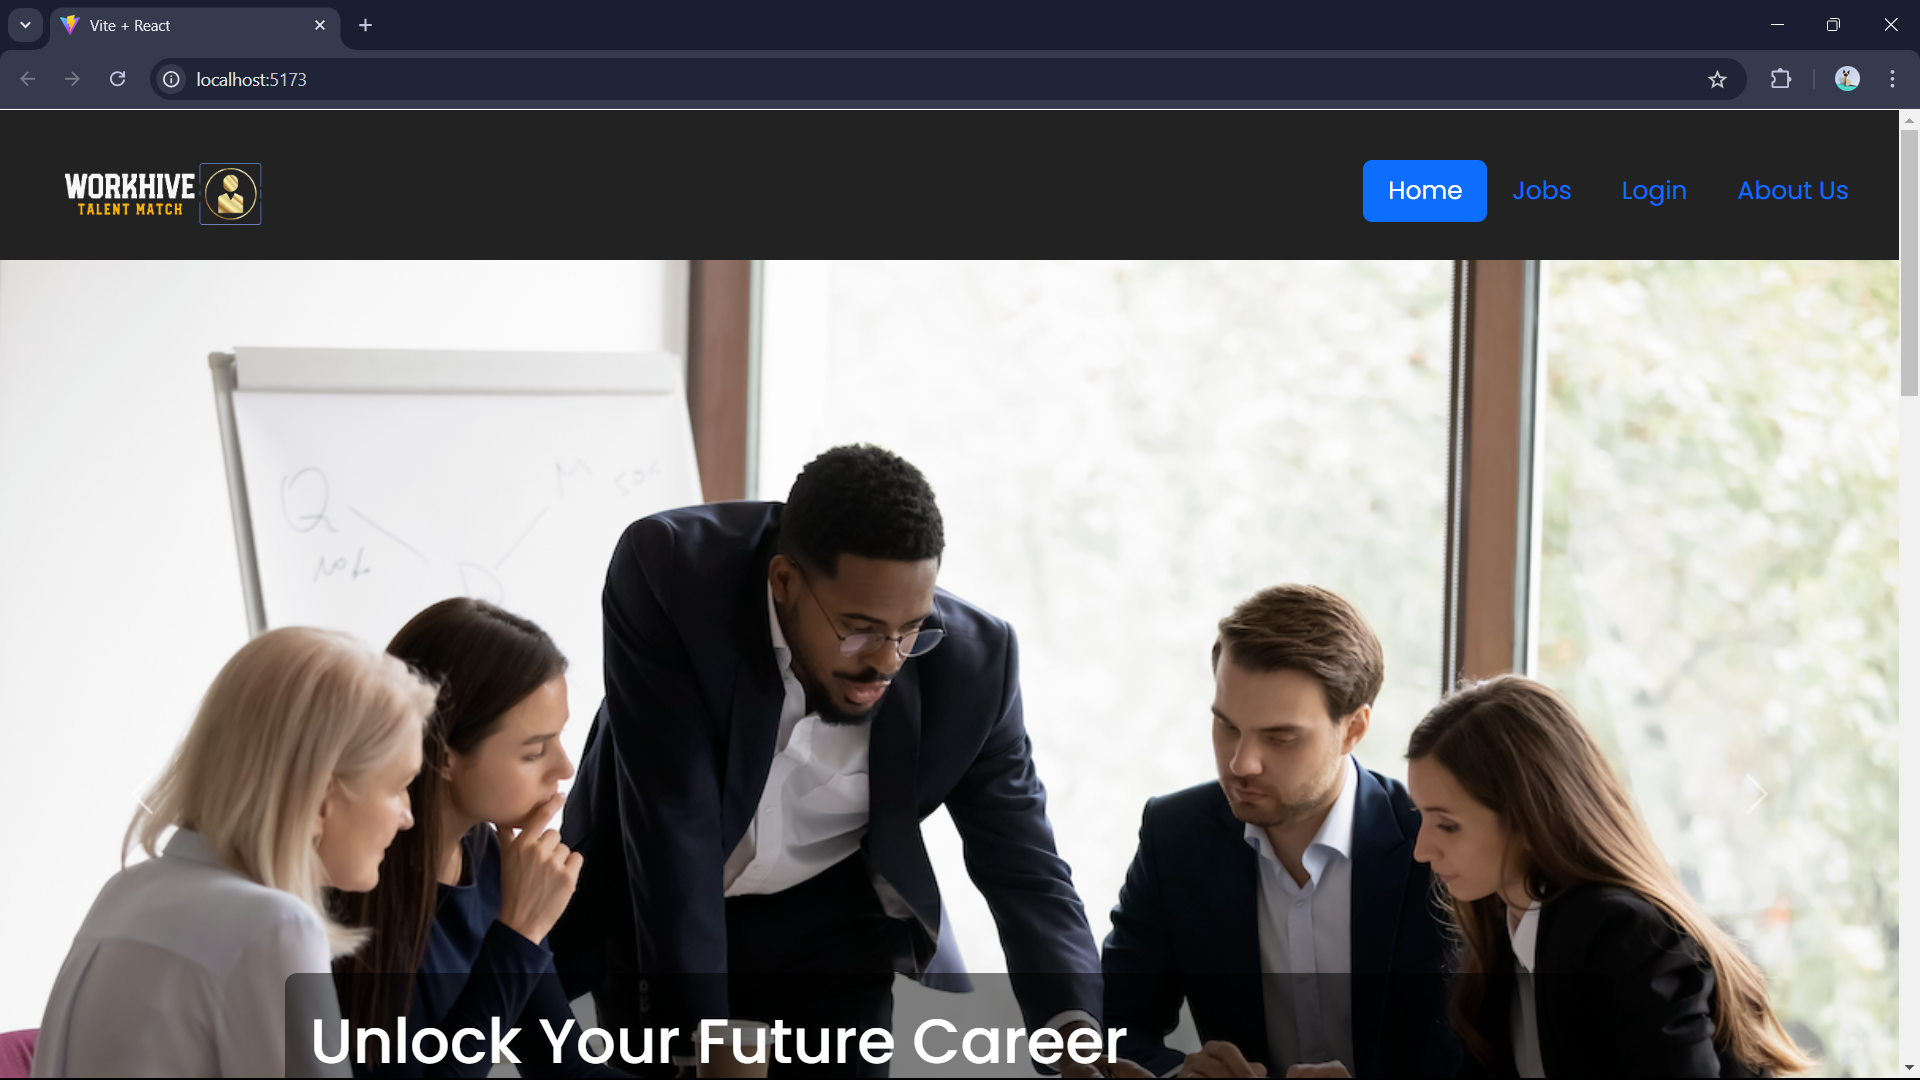 Vite + React
localhost:5173
WORKHIVE
TALENT MATCH
Home Jobs Login About Us
Unlock Your Future Career